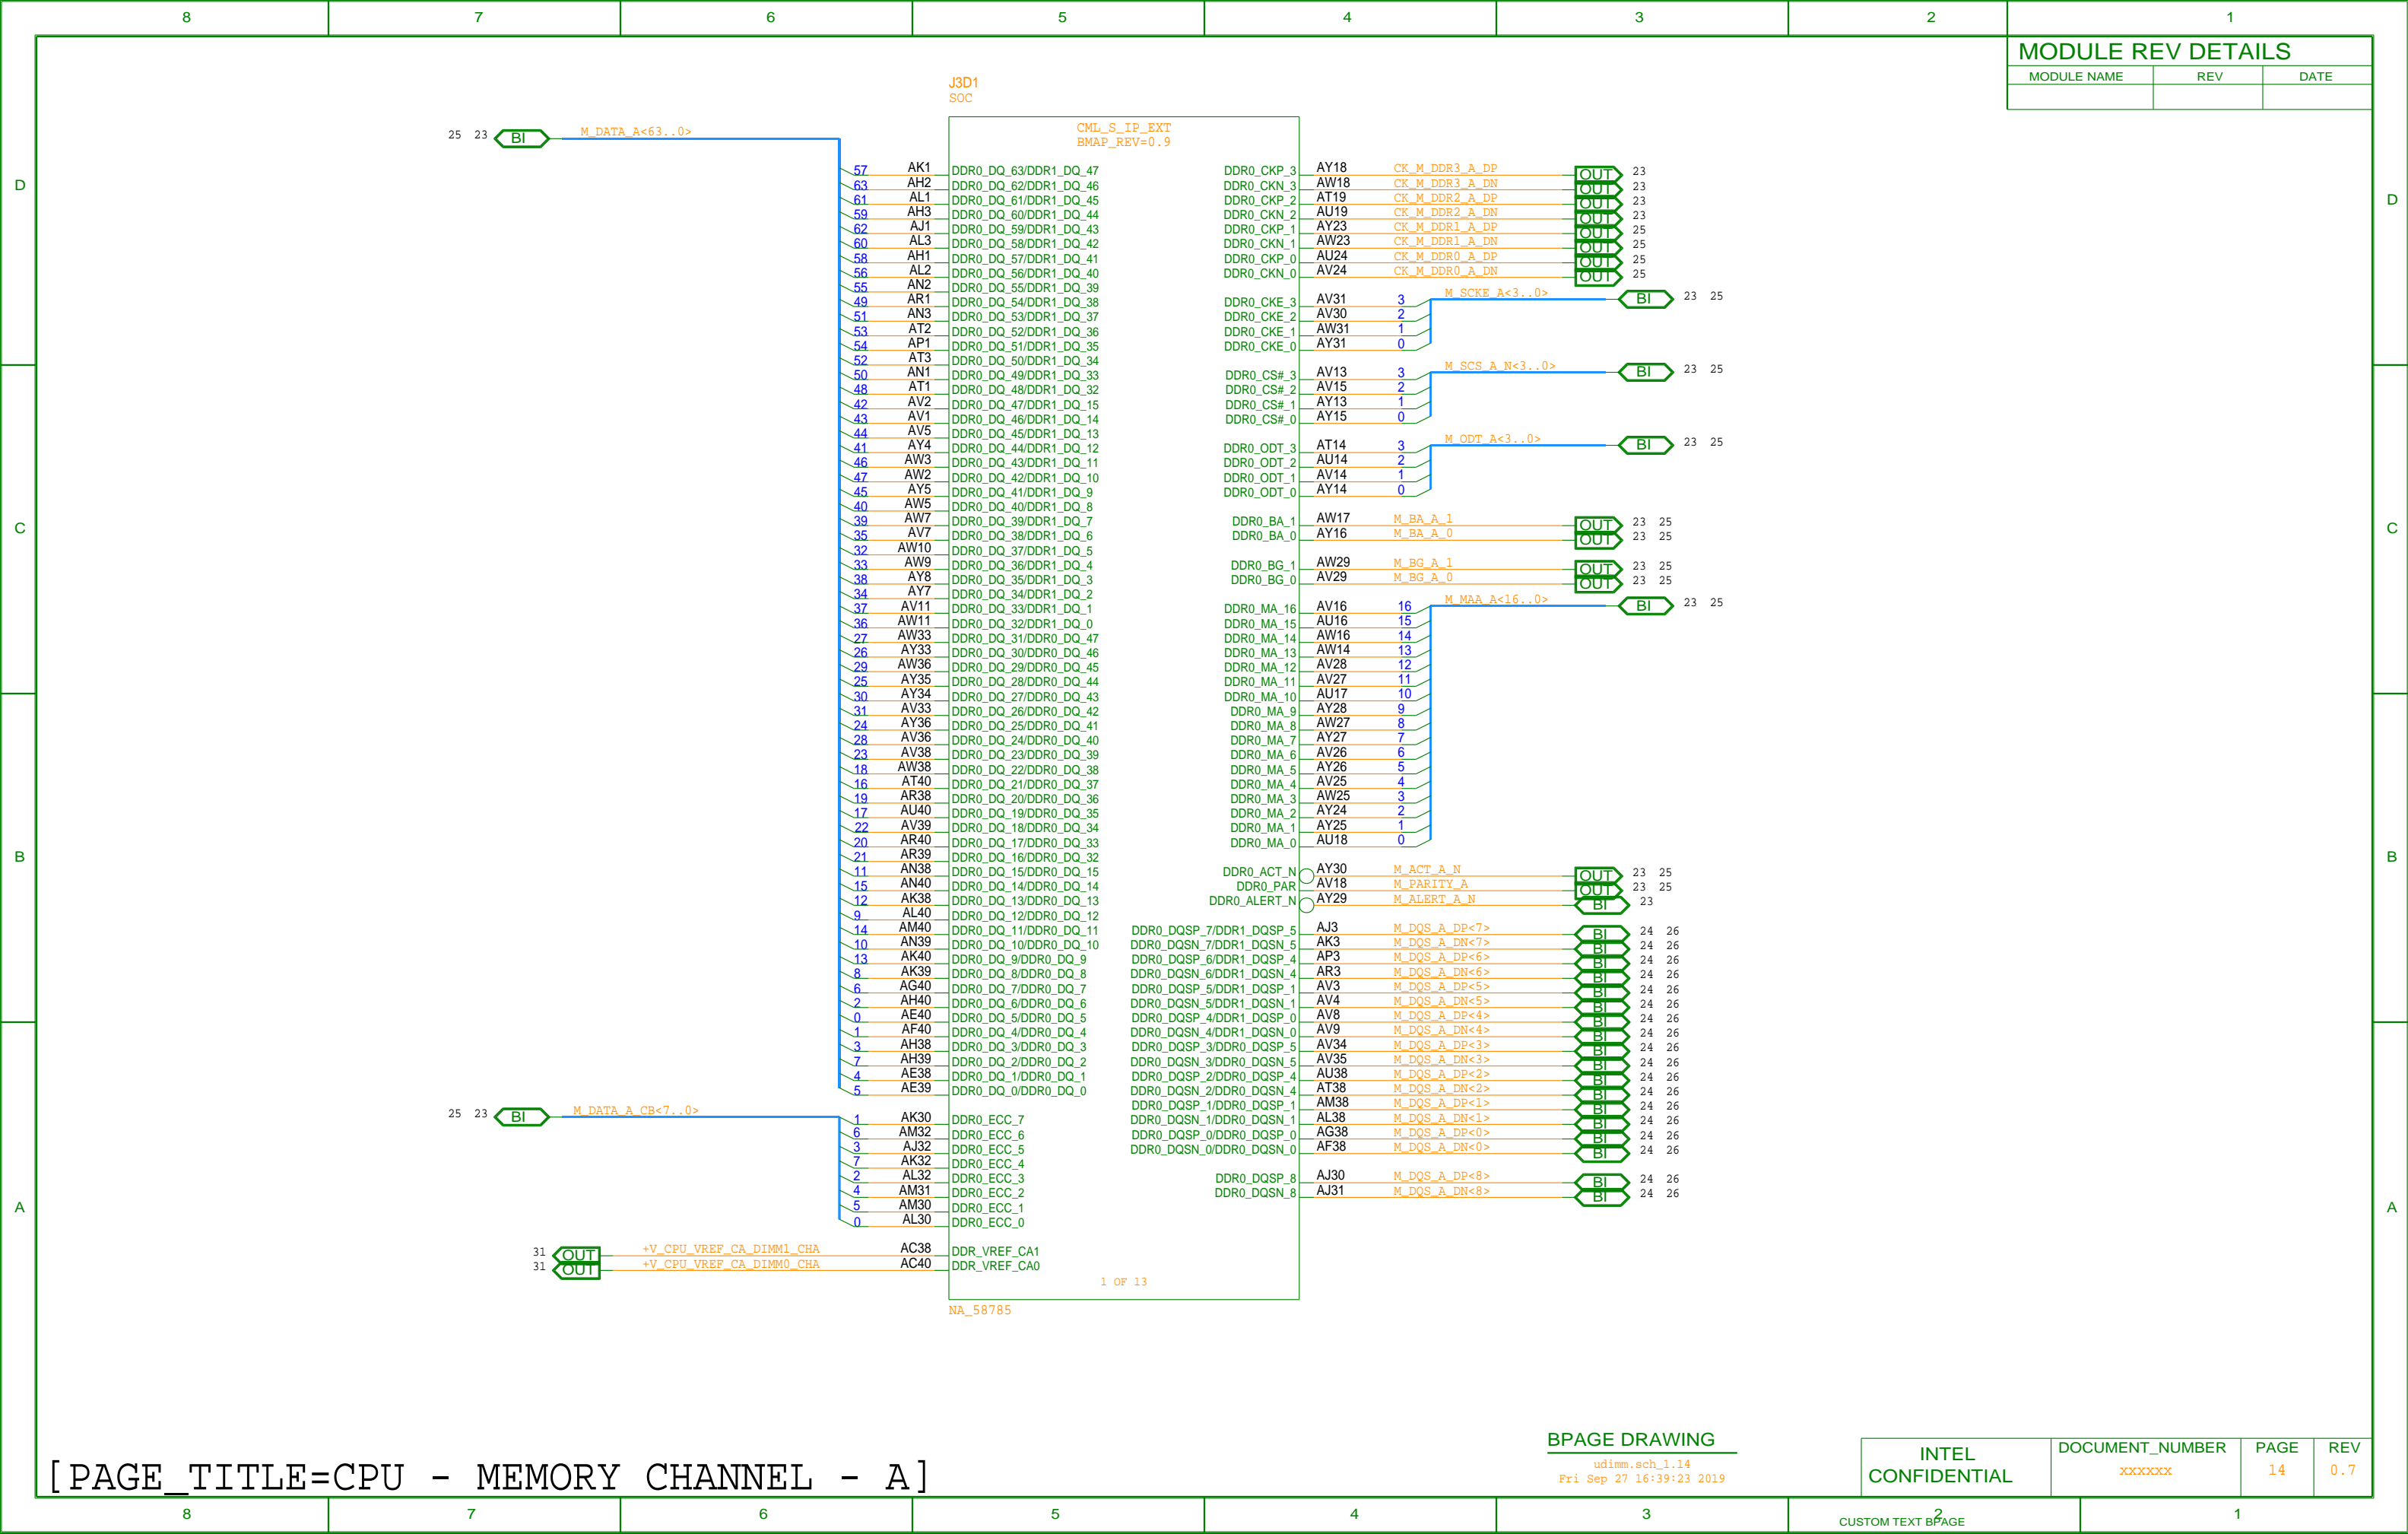 8 7 6 5 4 3 2 1
MODULE REV DETAILS
MODULE NAME REV DATE
J3D1
SOC
CML_S_IP_EXT
BMAP_REV=0.9
25 23 BI M_DATA_A<63..0>
57 AK1 DDR0_DQ_63/DDR1_DQ_47
63 AH2 DDR0_DQ_62/DDR1_DQ_46
61 AL1 DDR0_DQ_61/DDR1_DQ_45
59 AH3 DDR0_DQ_60/DDR1_DQ_44
62 AJ1 DDR0_DQ_59/DDR1_DQ_43
60 AL3 DDR0_DQ_58/DDR1_DQ_42
58 AH1 DDR0_DQ_57/DDR1_DQ_41
56 AL2 DDR0_DQ_56/DDR1_DQ_40
55 AN2 DDR0_DQ_55/DDR1_DQ_39
49 AR1 DDR0_DQ_54/DDR1_DQ_38
51 AN3 DDR0_DQ_53/DDR1_DQ_37
53 AT2 DDR0_DQ_52/DDR1_DQ_36
54 AP1 DDR0_DQ_51/DDR1_DQ_35
52 AT3 DDR0_DQ_50/DDR1_DQ_34
50 AN1 DDR0_DQ_49/DDR1_DQ_33
48 AT1 DDR0_DQ_48/DDR1_DQ_32
42 AV2 DDR0_DQ_47/DDR1_DQ_15
43 AV1 DDR0_DQ_46/DDR1_DQ_14
44 AV5 DDR0_DQ_45/DDR1_DQ_13
41 AY4 DDR0_DQ_44/DDR1_DQ_12
46 AW3 DDR0_DQ_43/DDR1_DQ_11
47 AW2 DDR0_DQ_42/DDR1_DQ_10
45 AY5 DDR0_DQ_41/DDR1_DQ_9
40 AW5 DDR0_DQ_40/DDR1_DQ_8
39 AW7 DDR0_DQ_39/DDR1_DQ_7
35 AV7 DDR0_DQ_38/DDR1_DQ_6
32 AW10 DDR0_DQ_37/DDR1_DQ_5
33 AW9 DDR0_DQ_36/DDR1_DQ_4
38 AY8 DDR0_DQ_35/DDR1_DQ_3
34 AY7 DDR0_DQ_34/DDR1_DQ_2
37 AV11 DDR0_DQ_33/DDR1_DQ_1
36 AW11 DDR0_DQ_32/DDR1_DQ_0
27 AW33 DDR0_DQ_31/DDR0_DQ_47
26 AY33 DDR0_DQ_30/DDR0_DQ_46
29 AW36 DDR0_DQ_29/DDR0_DQ_45
25 AY35 DDR0_DQ_28/DDR0_DQ_44
30 AY34 DDR0_DQ_27/DDR0_DQ_43
31 AV33 DDR0_DQ_26/DDR0_DQ_42
24 AY36 DDR0_DQ_25/DDR0_DQ_41
28 AV36 DDR0_DQ_24/DDR0_DQ_40
23 AV38 DDR0_DQ_23/DDR0_DQ_39
18 AW38 DDR0_DQ_22/DDR0_DQ_38
16 AT40 DDR0_DQ_21/DDR0_DQ_37
19 AR38 DDR0_DQ_20/DDR0_DQ_36
17 AU40 DDR0_DQ_19/DDR0_DQ_35
22 AV39 DDR0_DQ_18/DDR0_DQ_34
20 AR40 DDR0_DQ_17/DDR0_DQ_33
21 AR39 DDR0_DQ_16/DDR0_DQ_32
11 AN38 DDR0_DQ_15/DDR0_DQ_15
15 AN40 DDR0_DQ_14/DDR0_DQ_14
12 AK38 DDR0_DQ_13/DDR0_DQ_13
9 AL40 DDR0_DQ_12/DDR0_DQ_12
14 AM40 DDR0_DQ_11/DDR0_DQ_11
10 AN39 DDR0_DQ_10/DDR0_DQ_10
13 AK40 DDR0_DQ_9/DDR0_DQ_9
8 AK39 DDR0_DQ_8/DDR0_DQ_8
6 AG40 DDR0_DQ_7/DDR0_DQ_7
2 AH40 DDR0_DQ_6/DDR0_DQ_6
0 AE40 DDR0_DQ_5/DDR0_DQ_5
1 AF40 DDR0_DQ_4/DDR0_DQ_4
3 AH38 DDR0_DQ_3/DDR0_DQ_3
7 AH39 DDR0_DQ_2/DDR0_DQ_2
4 AE38 DDR0_DQ_1/DDR0_DQ_1
5 AE39 DDR0_DQ_0/DDR0_DQ_0
25 23 BI M_DATA_A_CB<7..0>
1 AK30 DDR0_ECC_7
6 AM32 DDR0_ECC_6
3 AJ32 DDR0_ECC_5
7 AK32 DDR0_ECC_4
2 AL32 DDR0_ECC_3
4 AM31 DDR0_ECC_2
5 AM30 DDR0_ECC_1
0 AL30 DDR0_ECC_0
31 OUT +V_CPU_VREF_CA_DIMM1_CHA AC38 DDR_VREF_CA1
31 OUT +V_CPU_VREF_CA_DIMM0_CHA AC40 DDR_VREF_CA0
DDR0_CKP_3 AY18 CK_M_DDR3_A_DP OUT 23
DDR0_CKN_3 AW18 CK_M_DDR3_A_DN OUT 23
DDR0_CKP_2 AT19 CK_M_DDR2_A_DP OUT 23
DDR0_CKN_2 AU19 CK_M_DDR2_A_DN OUT 23
DDR0_CKP_1 AY23 CK_M_DDR1_A_DP OUT 25
DDR0_CKN_1 AW23 CK_M_DDR1_A_DN OUT 25
DDR0_CKP_0 AU24 CK_M_DDR0_A_DP OUT 25
DDR0_CKN_0 AV24 CK_M_DDR0_A_DN OUT 25
M_SCKE_A<3..0> BI 23 25
DDR0_CKE_3 AV31 3
DDR0_CKE_2 AV30 2
DDR0_CKE_1 AW31 1
DDR0_CKE_0 AY31 0
M_SCS_A_N<3..0> BI 23 25
DDR0_CS#_3 AV13 3
DDR0_CS#_2 AV15 2
DDR0_CS#_1 AY13 1
DDR0_CS#_0 AY15 0
M_ODT_A<3..0> BI 23 25
DDR0_ODT_3 AT14 3
DDR0_ODT_2 AU14 2
DDR0_ODT_1 AV14 1
DDR0_ODT_0 AY14 0
DDR0_BA_1 AW17 M_BA_A_1 OUT 23 25
DDR0_BA_0 AY16 M_BA_A_0 OUT 23 25
DDR0_BG_1 AW29 M_BG_A_1 OUT 23 25
DDR0_BG_0 AV29 M_BG_A_0 OUT 23 25
M_MAA_A<16..0> BI 23 25
DDR0_MA_16 AV16 16
DDR0_MA_15 AU16 15
DDR0_MA_14 AW16 14
DDR0_MA_13 AW14 13
DDR0_MA_12 AV28 12
DDR0_MA_11 AV27 11
DDR0_MA_10 AU17 10
DDR0_MA_9 AY28 9
DDR0_MA_8 AW27 8
DDR0_MA_7 AY27 7
DDR0_MA_6 AV26 6
DDR0_MA_5 AY26 5
DDR0_MA_4 AV25 4
DDR0_MA_3 AW25 3
DDR0_MA_2 AY24 2
DDR0_MA_1 AY25 1
DDR0_MA_0 AU18 0
DDR0_ACT_N AY30 M_ACT_A_N OUT 23 25
DDR0_PAR AV18 M_PARITY_A OUT 23 25
DDR0_ALERT_N AY29 M_ALERT_A_N BI 23
DDR0_DQSP_7/DDR1_DQSP_5 AJ3 M_DQS_A_DP<7> BI 24 26
DDR0_DQSN_7/DDR1_DQSN_5 AK3 M_DQS_A_DN<7> BI 24 26
DDR0_DQSP_6/DDR1_DQSP_4 AP3 M_DQS_A_DP<6> BI 24 26
DDR0_DQSN_6/DDR1_DQSN_4 AR3 M_DQS_A_DN<6> BI 24 26
DDR0_DQSP_5/DDR1_DQSP_1 AV3 M_DQS_A_DP<5> BI 24 26
DDR0_DQSN_5/DDR1_DQSN_1 AV4 M_DQS_A_DN<5> BI 24 26
DDR0_DQSP_4/DDR1_DQSP_0 AV8 M_DQS_A_DP<4> BI 24 26
DDR0_DQSN_4/DDR1_DQSN_0 AV9 M_DQS_A_DN<4> BI 24 26
DDR0_DQSP_3/DDR0_DQSP_5 AV34 M_DQS_A_DP<3> BI 24 26
DDR0_DQSN_3/DDR0_DQSN_5 AV35 M_DQS_A_DN<3> BI 24 26
DDR0_DQSP_2/DDR0_DQSP_4 AU38 M_DQS_A_DP<2> BI 24 26
DDR0_DQSN_2/DDR0_DQSN_4 AT38 M_DQS_A_DN<2> BI 24 26
DDR0_DQSP_1/DDR0_DQSP_1 AM38 M_DQS_A_DP<1> BI 24 26
DDR0_DQSN_1/DDR0_DQSN_1 AL38 M_DQS_A_DN<1> BI 24 26
DDR0_DQSP_0/DDR0_DQSP_0 AG38 M_DQS_A_DP<0> BI 24 26
DDR0_DQSN_0/DDR0_DQSN_0 AF38 M_DQS_A_DN<0> BI 24 26
DDR0_DQSP_8 AJ30 M_DQS_A_DP<8> BI 24 26
DDR0_DQSN_8 AJ31 M_DQS_A_DN<8> BI 24 26
1 OF 13
NA_58785
D D
C C
B B
A A
[PAGE_TITLE=CPU - MEMORY CHANNEL - A]
BPAGE DRAWING
udimm.sch_1.14
Fri Sep 27 16:39:23 2019
INTEL
CONFIDENTIAL
DOCUMENT_NUMBER PAGE REV
xxxxxx 14 0.7
8 7 6 5 4 3 2 1
CUSTOM TEXT BPAGE